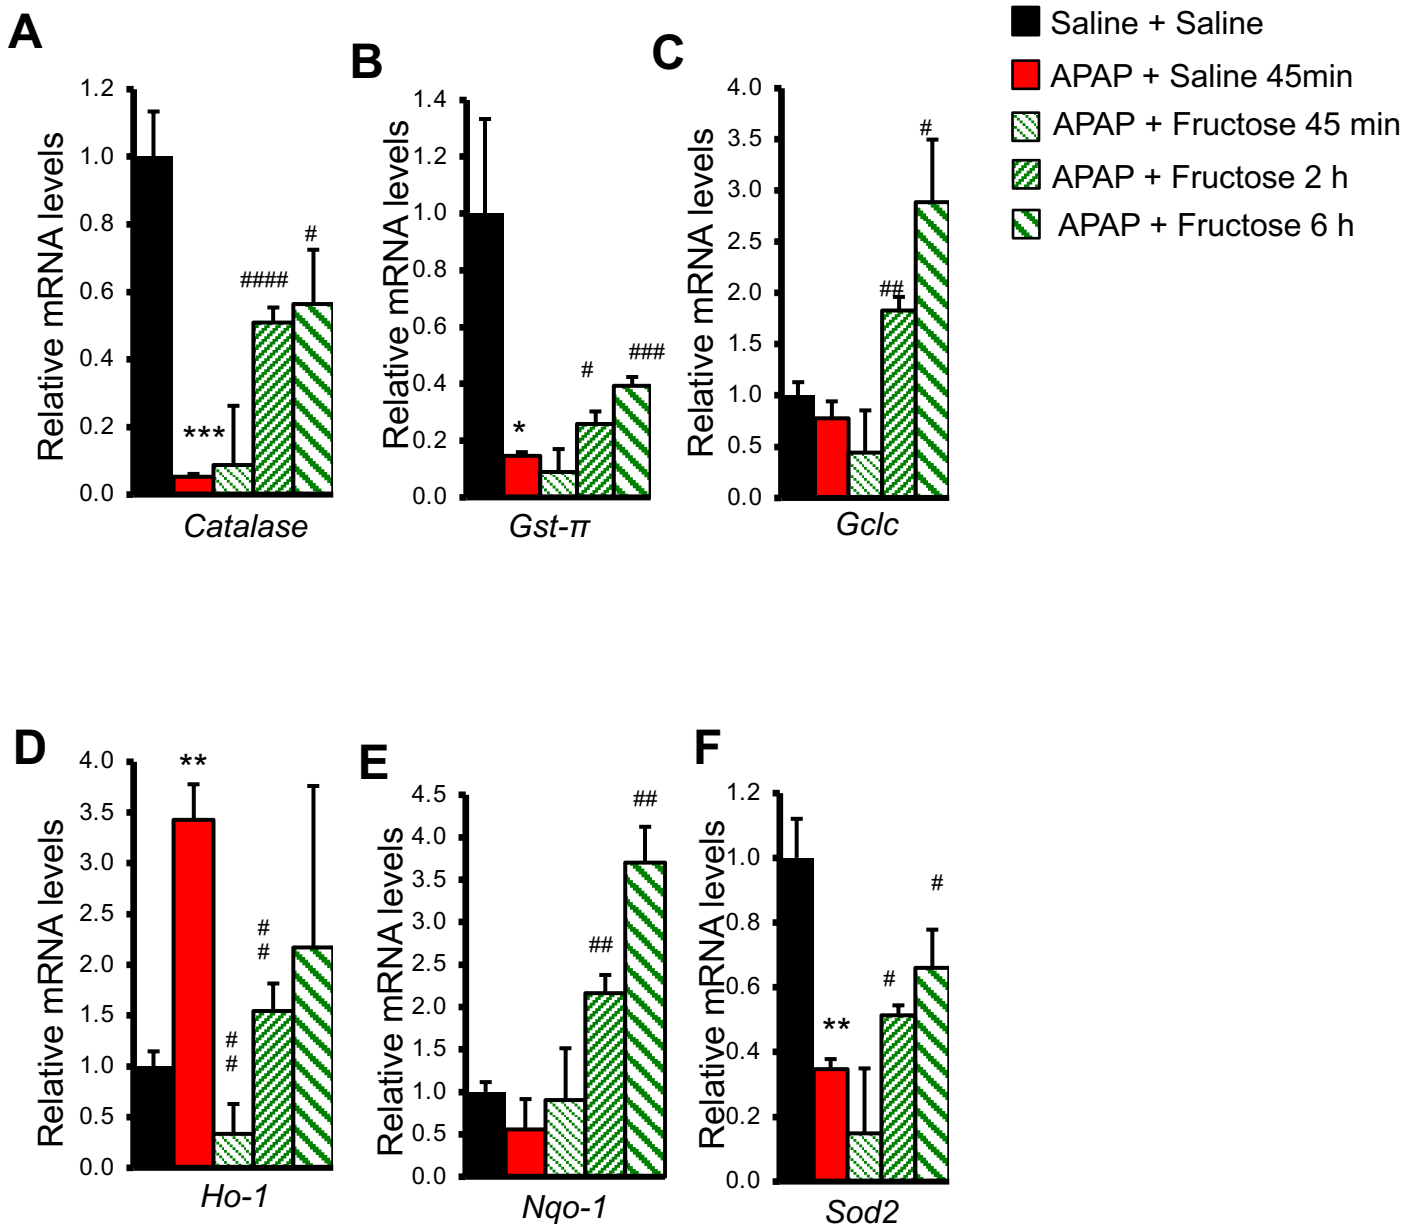 Saline + Saline
APAP + Saline 45min
APAP + Fructose 45 min
APAP + Fructose 2 h
APAP + Fructose 6 h
A
Relative mRNA levels
1.2
1.0
0.8
0.6
0.4
0.2
0.0
***
####
#
Catalase
B
Relative mRNA levels
1.4
1.2
1.0
0.8
0.6
0.4
0.2
0.0
*
#
###
Gst-π
C
Relative mRNA levels
4.0
3.5
3.0
2.5
2.0
1.5
1.0
0.5
0.0
##
#
Gclc
D
Relative mRNA levels
4.0
3.5
3.0
2.5
2.0
1.5
1.0
0.5
0.0
**
#
#
#
#
Ho-1
E
Relative mRNA levels
4.5
4.0
3.5
3.0
2.5
2.0
1.5
1.0
0.5
0.0
##
##
Nqo-1
F
Relative mRNA levels
1.2
1.0
0.8
0.6
0.4
0.2
0.0
**
#
#
Sod2